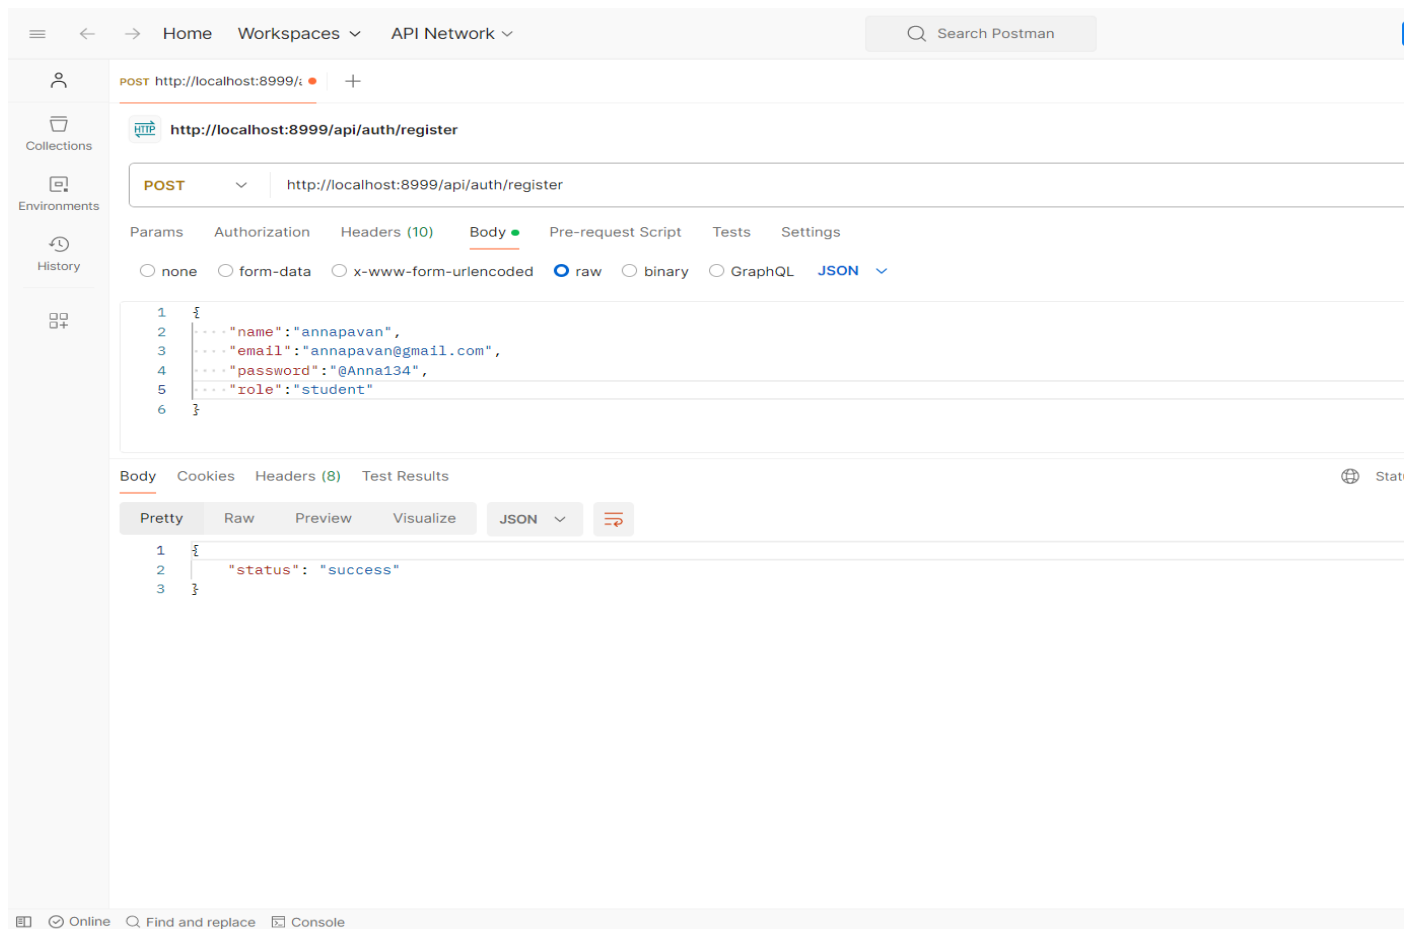 Home Workspaces API Network Search Postman
POST http://localhost:8999/
HTTP http://localhost:8999/api/auth/register
Collections
POST http://localhost:8999/api/auth/register
Environments
Params Authorization Headers (10) Body Pre-request Script Tests Settings
History
none form-data x-www-form-urlencoded raw binary GraphQL JSON
1 {
2 ····"name":"annapavan",
3 ····"email":"annapavan@gmail.com",
4 ····"password":"@Anna134",
5 ····"role":"student"
6 }
Body Cookies Headers (8) Test Results Stat
Pretty Raw Preview Visualize JSON
1 {
2 "status": "success"
3 }
Online Find and replace Console